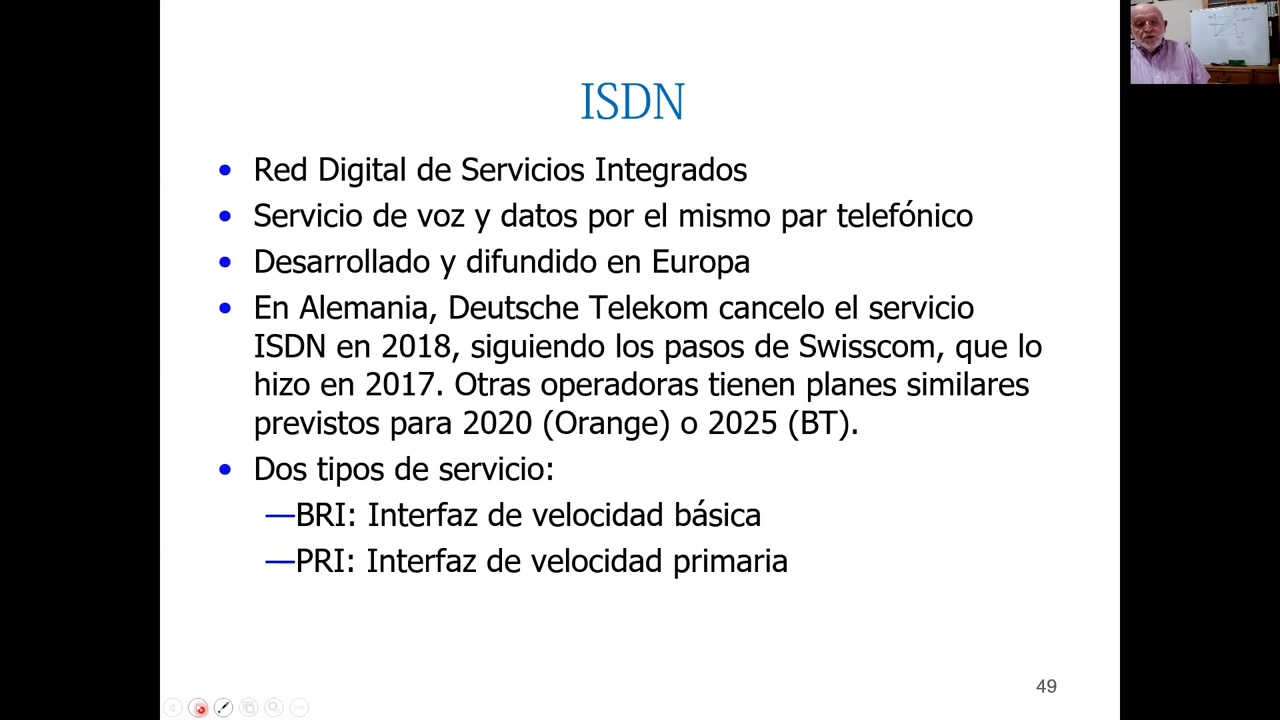 ISDN
• Red Digital de Servicios Integrados
• Servicio de voz y datos por el mismo par telefónico
• Desarrollado y difundido en Europa
• En Alemania, Deutsche Telekom cancelo el servicio
ISDN en 2018, siguiendo los pasos de Swisscom, que lo
hizo en 2017. Otras operadoras tienen planes similares
previstos para 2020 (Orange) o 2025 (BT).
• Dos tipos de servicio:
—BRI: Interfaz de velocidad básica
—PRI: Interfaz de velocidad primaria
49